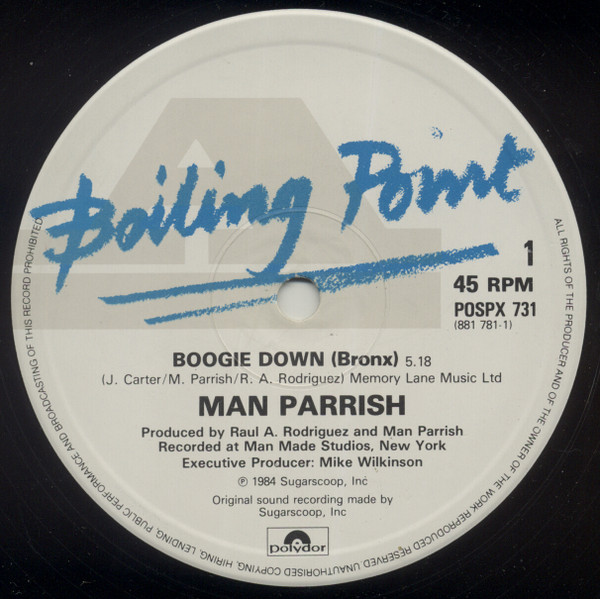 A
Boiling Point
1
45 RPM
POSPX 731
(881 781-1)
BOOGIE DOWN (Bronx) 5.18
(J. Carter/M. Parrish/R. A. Rodriguez) Memory Lane Music Ltd
MAN PARRISH
Produced by Raul A. Rodriguez and Man Parrish
Recorded at Man Made Studios, New York
Executive Producer: Mike Wilkinson
℗ 1984 Sugarscoop, Inc
Original sound recording made by
Sugarscoop, Inc
polydor
ALL RIGHTS OF THE PRODUCER AND OF THE OWNER OF THE WORK REPRODUCED RESERVED. UNAUTHORISED COPYING, HIRING, LENDING, PUBLIC PERFORMANCE AND BROADCASTING OF THIS RECORD PROHIBITED